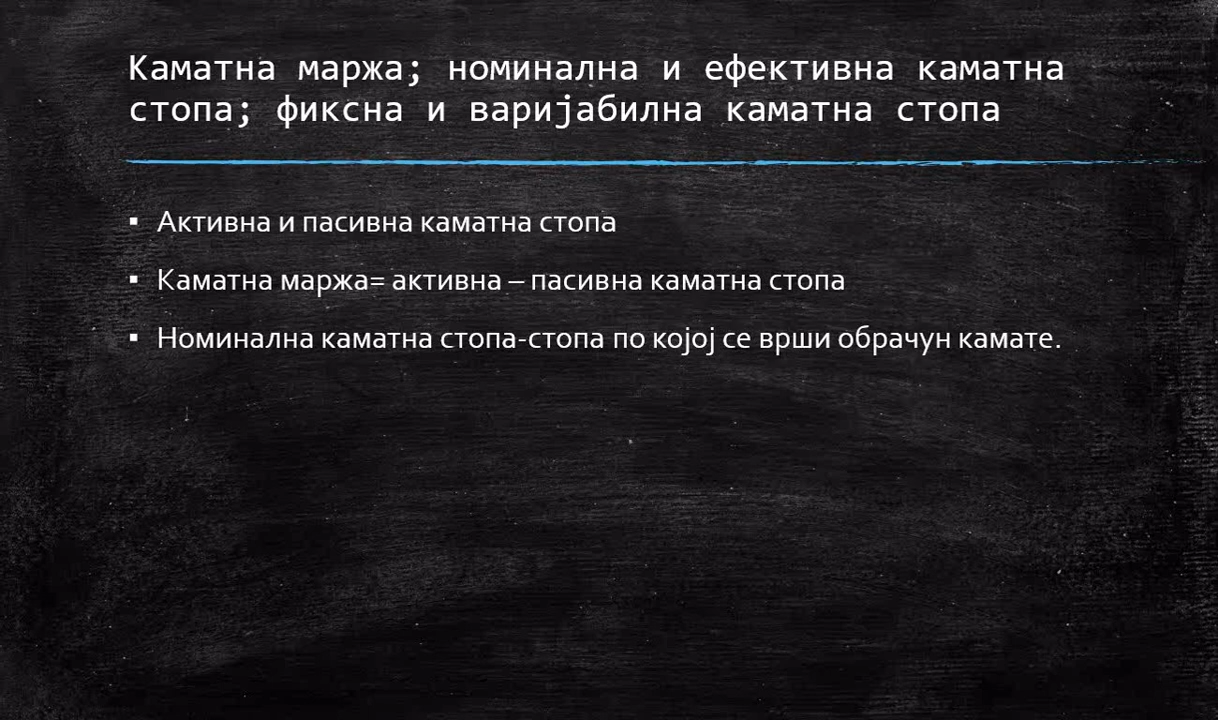 Каматна маржа; номинална и ефективна каматна
стопа; фиксна и варијабилна каматна стопа
▪ Активна и пасивна каматна стопа
▪ Каматна маржа= активна – пасивна каматна стопа
▪ Номинална каматна стопа-стопа по којој се врши обрачун камате.